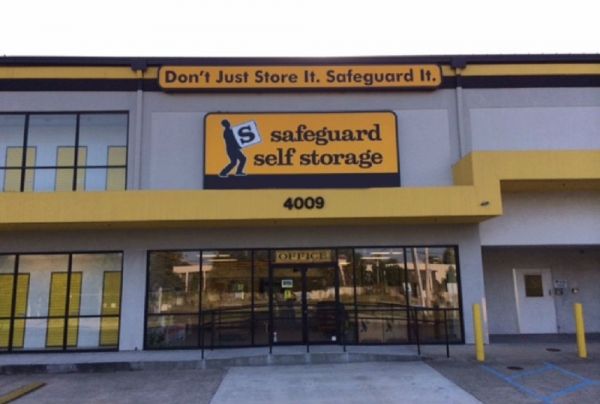 Don't Just Store It. Safeguard It.
S
safeguard
self storage
4009
OFFICE